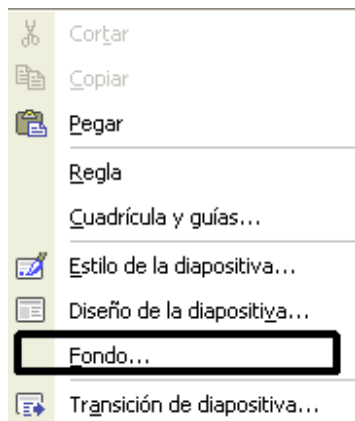 Cortar
Copiar
Pegar
Regla
Cuadrícula y guías...
Estilo de la diapositiva...
Diseño de la diapositiva...
Fondo...
Transición de diapositiva...